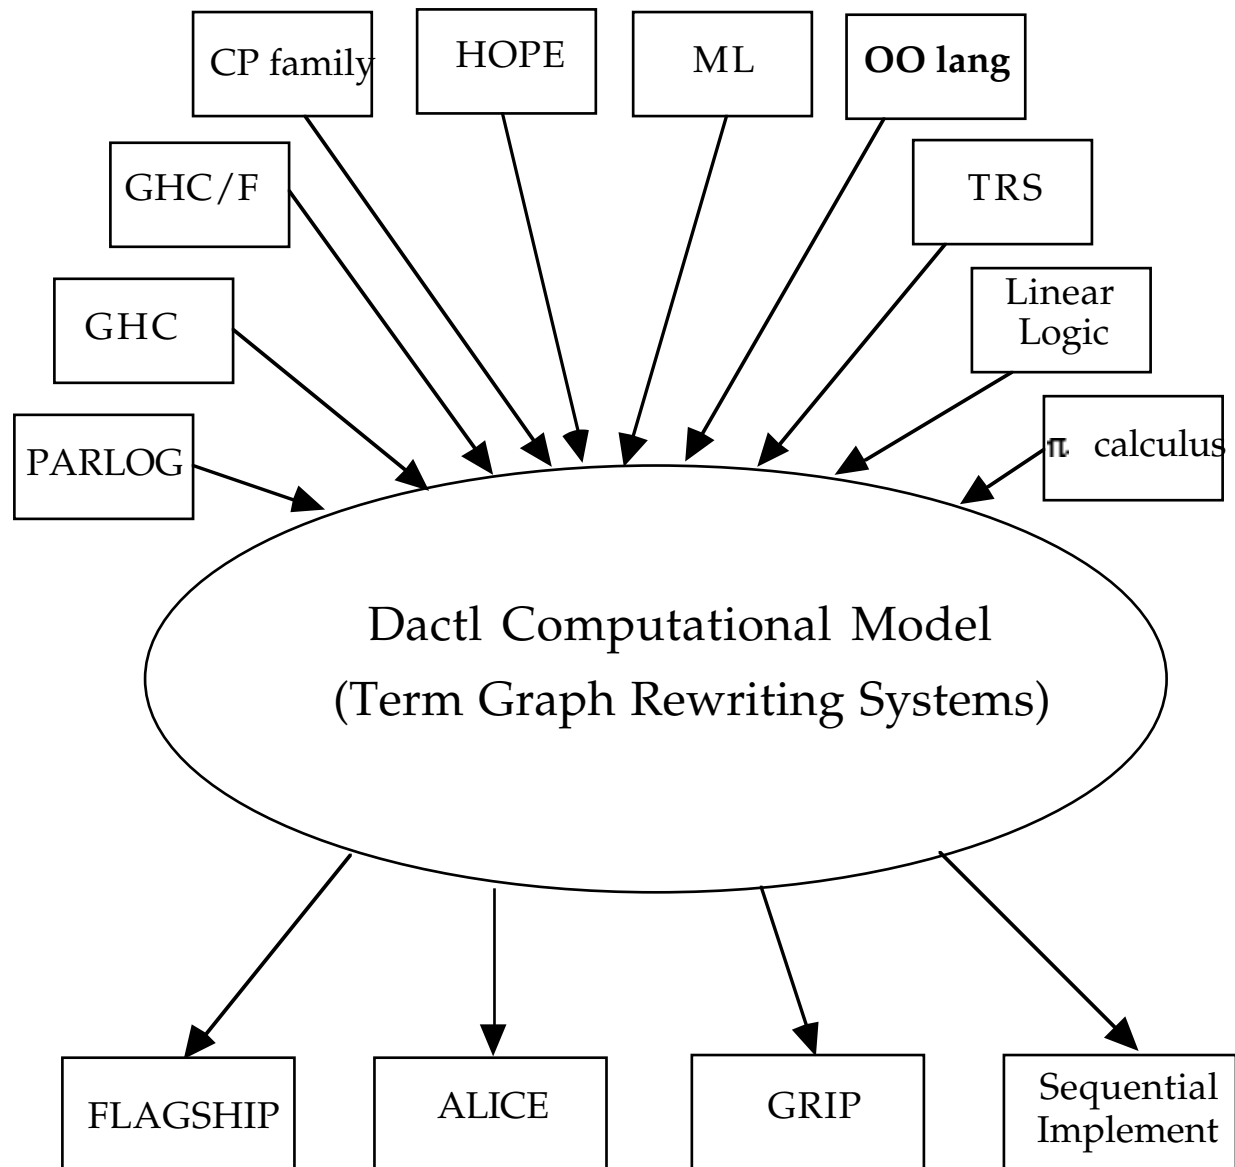 CP family
HOPE
ML
OO lang
GHC/F
TRS
Linear
Logic
GHC
PARLOG
π calculus
Dactl Computational Model
(Term Graph Rewriting Systems)
FLAGSHIP
ALICE
GRIP
Sequential
Implement